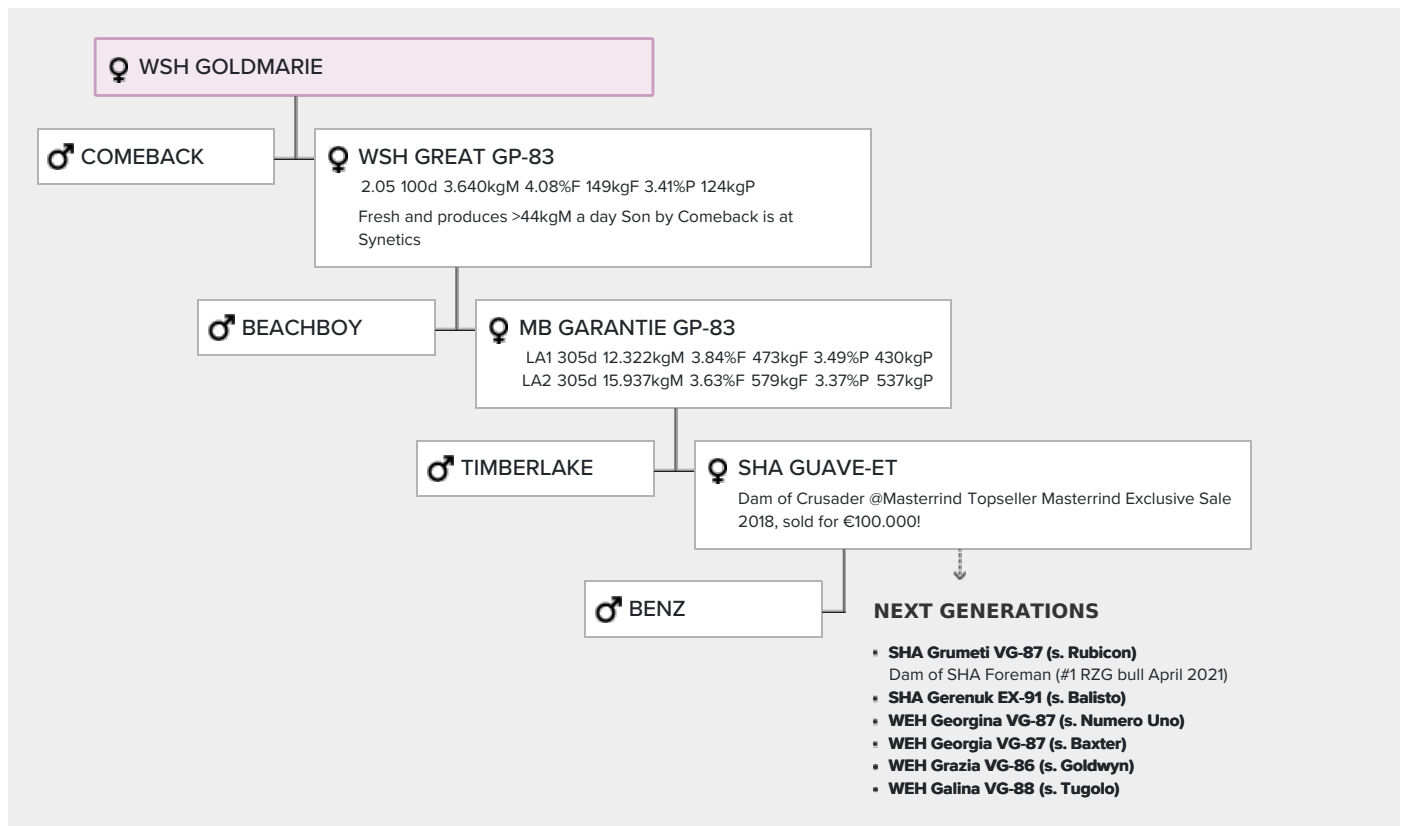 WSH GOLDMARIE
COMEBACK
WSH GREAT GP-83
2.05 100d 3.640kgM 4.08%F 149kgF 3.41%P 124kgP
Fresh and produces >44kgM a day Son by Comeback is at
Synetics
BEACHBOY
MB GARANTIE GP-83
LA1 305d 12.322kgM 3.84%F 473kgF 3.49%P 430kgP
LA2 305d 15.937kgM 3.63%F 579kgF 3.37%P 537kgP
TIMBERLAKE
SHA GUAVE-ET
Dam of Crusader @Masterrind Topseller Masterrind Exclusive Sale
2018, sold for €100.000!
BENZ
NEXT GENERATIONS
SHA Grumeti VG-87 (s. Rubicon)
Dam of SHA Foreman (#1 RZG bull April 2021)
SHA Gerenuk EX-91 (s. Balisto)
WEH Georgina VG-87 (s. Numero Uno)
WEH Georgia VG-87 (s. Baxter)
WEH Grazia VG-86 (s. Goldwyn)
WEH Galina VG-88 (s. Tugolo)